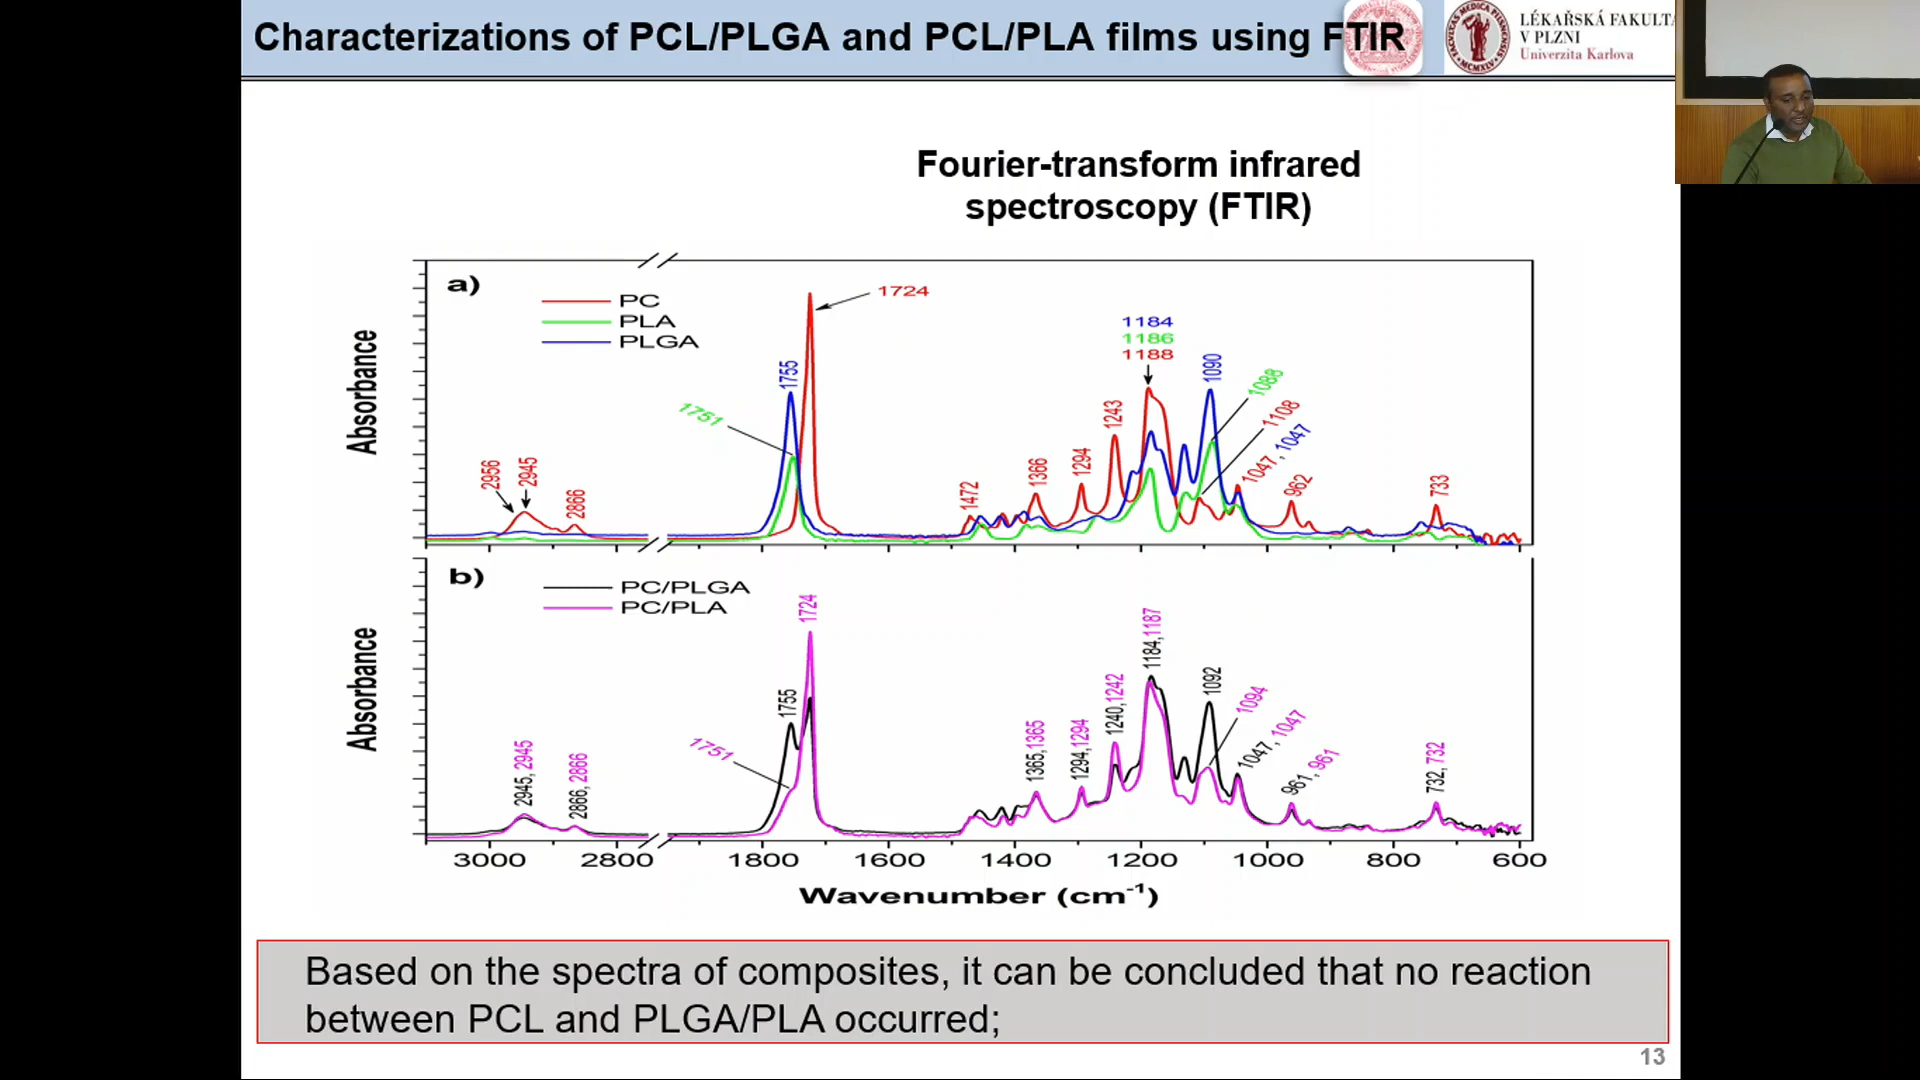 Characterizations of PCL/PLGA and PCL/PLA films using FTIR
LÉKAŘSKÁ FAKULTA
V PLZNI
Univerzita Karlova
Fourier-transform infrared
spectroscopy (FTIR)
a)
PC
PLA
PLGA
Absorbance
2956
2945
2866
1751
1755
1724
1472
1366
1294
1243
1184
1186
1188
1090
1088
1108
1047, 1047
962
733
b)
PC/PLGA
PC/PLA
Absorbance
2945, 2945
2866, 2866
1751
1755
1724
1365,1365
1294,1294
1240,1242
1184,1187
1092
1094
1047, 1047
961, 961
732, 732
3000 2800 1800 1600 1400 1200 1000 800 600
Wavenumber (cm⁻¹)
Based on the spectra of composites, it can be concluded that no reaction
between PCL and PLGA/PLA occurred;
13